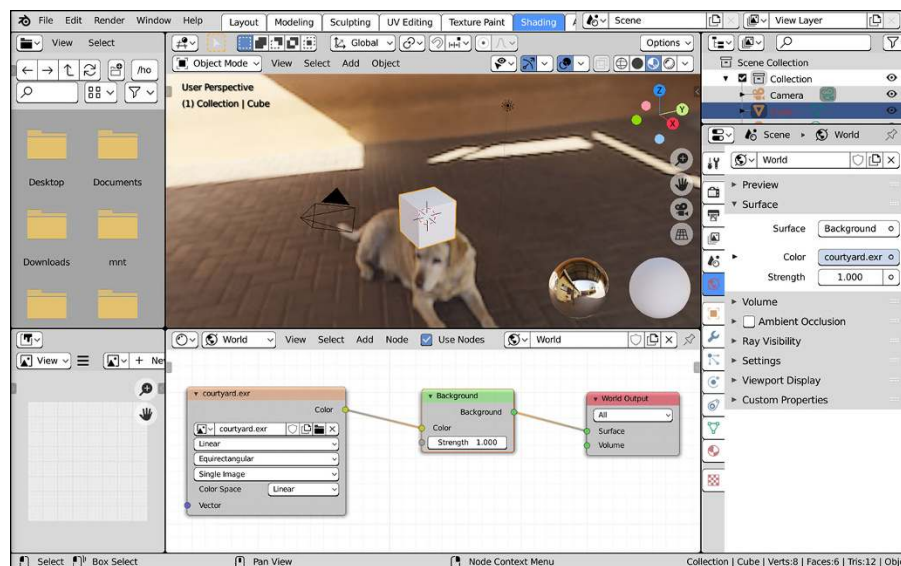 File Edit Render Window Help Layout Modeling Sculpting UV Editing Texture Paint Shading Scene View Layer
View Select
Global Options
Object Mode View Select Add Object
/ho
User Perspective
(1) Collection | Cube
Z
Y
X
Desktop Documents
Downloads mnt
Scene Collection
Collection
Camera
Scene World
World
Preview
Surface
Surface Background
Color courtyard.exr
Strength 1.000
Volume
Ambient Occlusion
Ray Visibility
Settings
Viewport Display
Custom Properties
View + Ne
World View Select Add Node Use Nodes World
courtyard.exr
Color
courtyard.exr
Linear
Equirectangular
Single Image
Color Space Linear
Vector
Background
Background
Color
Strength 1.000
World Output
All
Surface
Volume
Select Box Select Pan View Node Context Menu Collection | Cube | Verts:8 | Faces:6 | Tris:12 | Obj